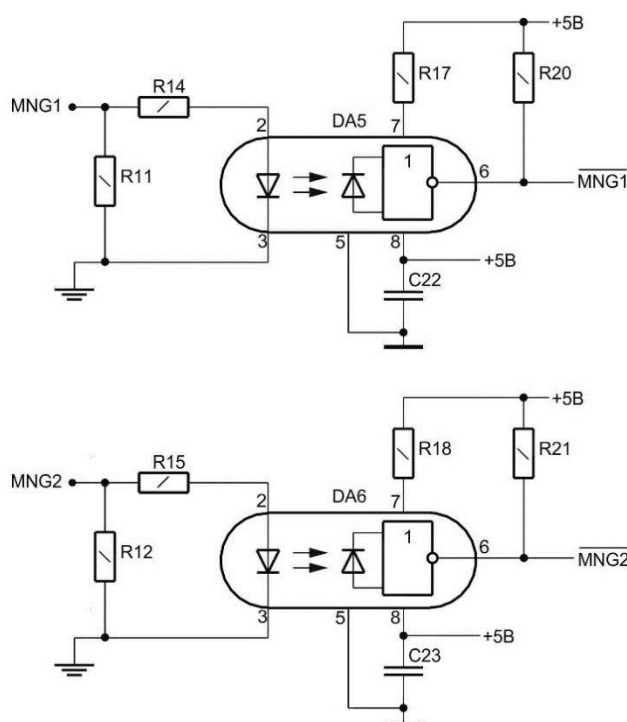 +5В
R17
R20
R14
MNG1
DA5
2
7
1
R11
6
MNG1
3
5
8
+5В
C22
+5В
R18
R21
R15
MNG2
DA6
2
7
1
R12
6
MNG2
3
5
8
+5В
C23